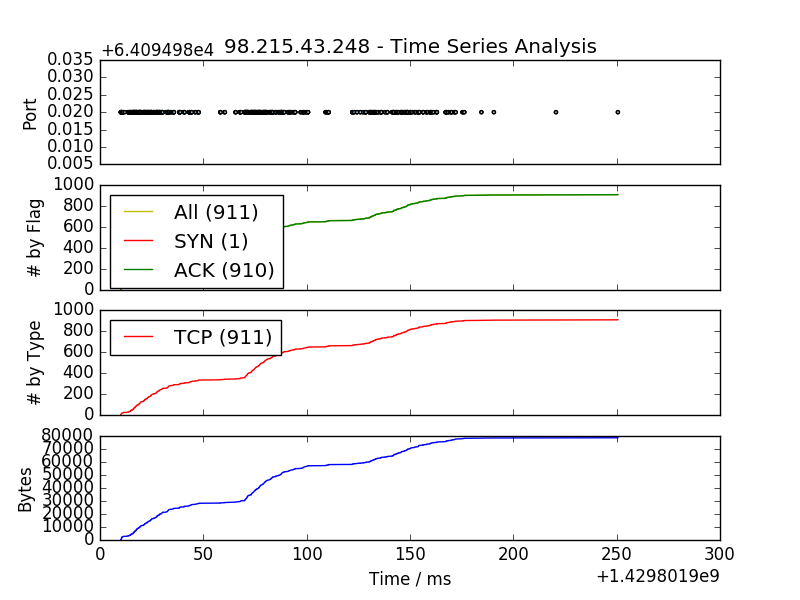 +6.409498e4 98.215.43.248 - Time Series Analysis
0.035
0.030
0.025
0.020
0.015
0.010
0.005
Port
1000
800
600
400
200
0
# by Flag
All (911)
SYN (1)
ACK (910)
1000
800
600
400
200
0
# by Type
TCP (911)
80000
70000
60000
50000
40000
30000
20000
10000
0
Bytes
0 50 100 150 200 250 300
Time / ms
+1.4298019e9